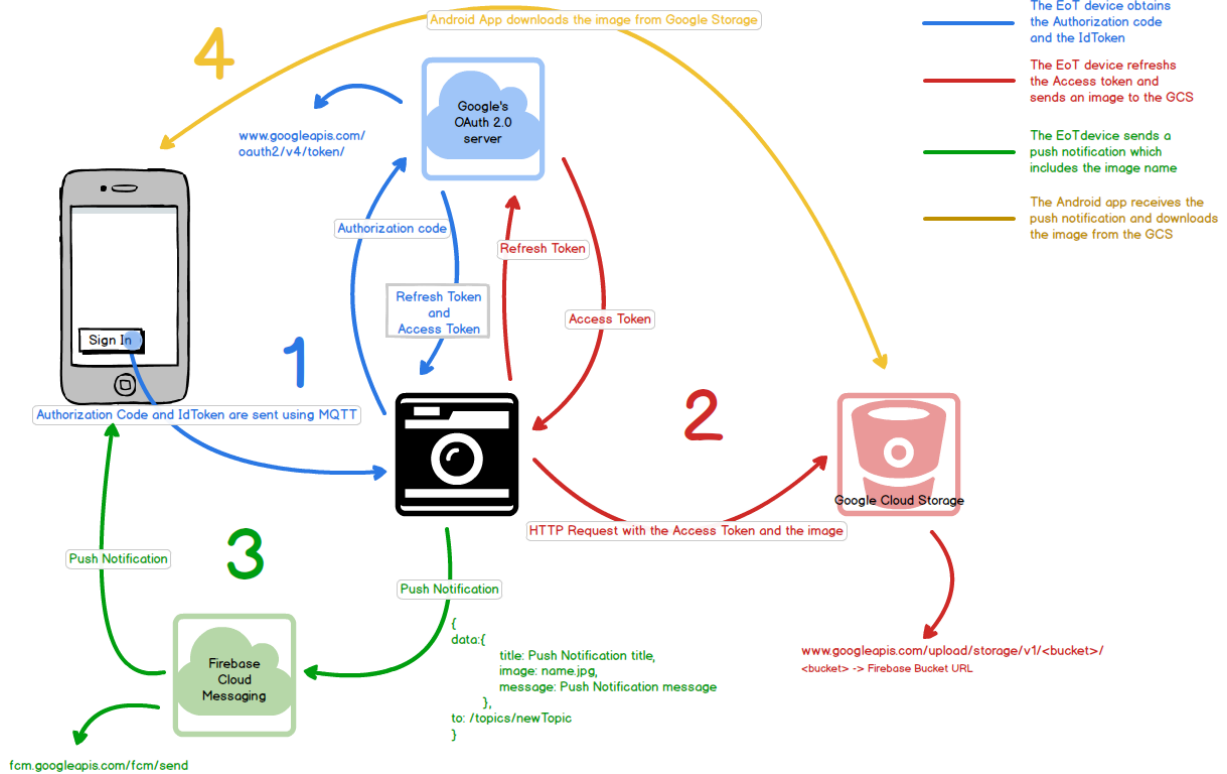 Android App downloads the image from Google Storage
The EoT device obtains
the Authorization code
and the IdToken
The EoT device refreshs
the Access token and
sends an image to the GCS
The EoTdevice sends a
push notification which
includes the image name
The Android app receives the
push notification and downloads
the image from the GCS
4
Google's
OAuth 2.0
server
www.googleapis.com/
oauth2/v4/token/
Authorization code
Refresh Token
Refresh Token
and
Access Token
Access Token
Sign In
1
Authorization Code and IdToken are sent using MQTT
2
Google Cloud Storage
HTTP Request with the Access Token and the image
3
Push Notification
Push Notification
Firebase
Cloud
Messaging
{
data:{
title: Push Notification title,
image: name.jpg,
message: Push Notification message
},
to: /topics/newTopic
}
www.googleapis.com/upload/storage/v1/<bucket>/
<bucket> -> Firebase Bucket URL
fcm.googleapis.com/fcm/send